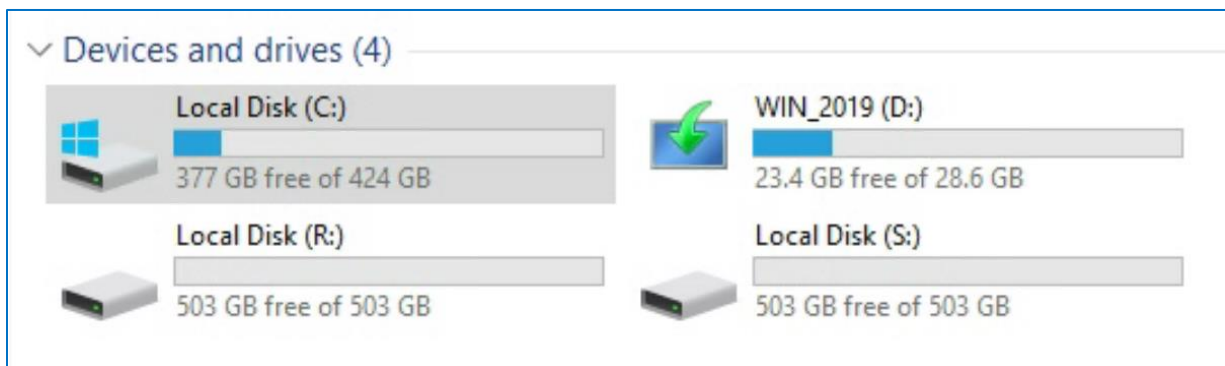 Devices and drives (4)
Local Disk (C:)
377 GB free of 424 GB
WIN_2019 (D:)
23.4 GB free of 28.6 GB
Local Disk (R:)
503 GB free of 503 GB
Local Disk (S:)
503 GB free of 503 GB